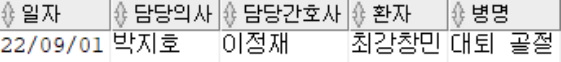 일자 담당의사 담당간호사 환자 병명
22/09/01 박지호 이정재 최강창민 대퇴 골절